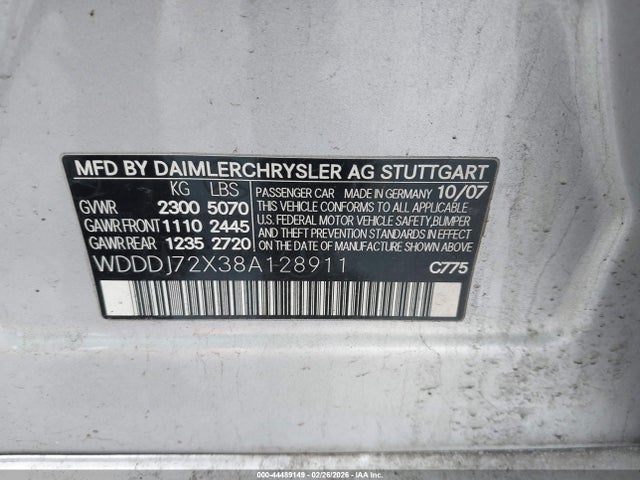 MFD BY DAIMLERCHRYSLER AG STUTTGART
KG LBS
GVWR 2300 5070
GAWR FRONT 1110 2445
GAWR REAR 1235 2720
PASSENGER CAR MADE IN GERMANY 10/07
THIS VEHICLE CONFORMS TO ALL APPLICABLE
U.S. FEDERAL MOTOR VEHICLE SAFETY, BUMPER
AND THEFT PREVENTION STANDARDS IN EFFECT
ON THE DATE OF MANUFACTURE SHOWN ABOVE.
WDDDJ72X38A128911
C775
000-44489149 - 02/26/2026 - IAAI.COM